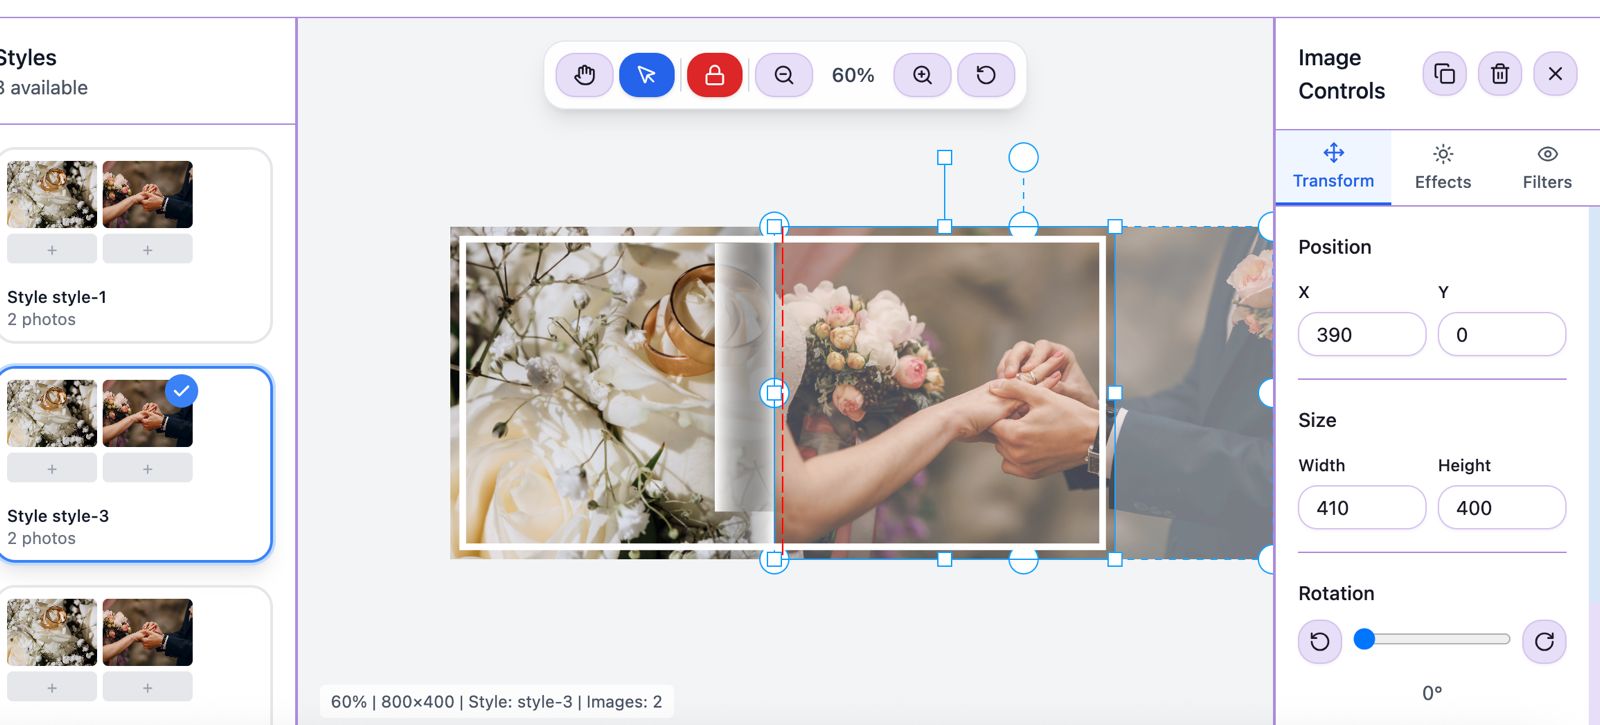 Styles
3 available
Style style-1
2 photos
Style style-3
2 photos
60%
60% | 800×400 | Style: style-3 | Images: 2
Image
Controls
Transform
Effects
Filters
Position
X
Y
390
0
Size
Width
Height
410
400
Rotation
0°